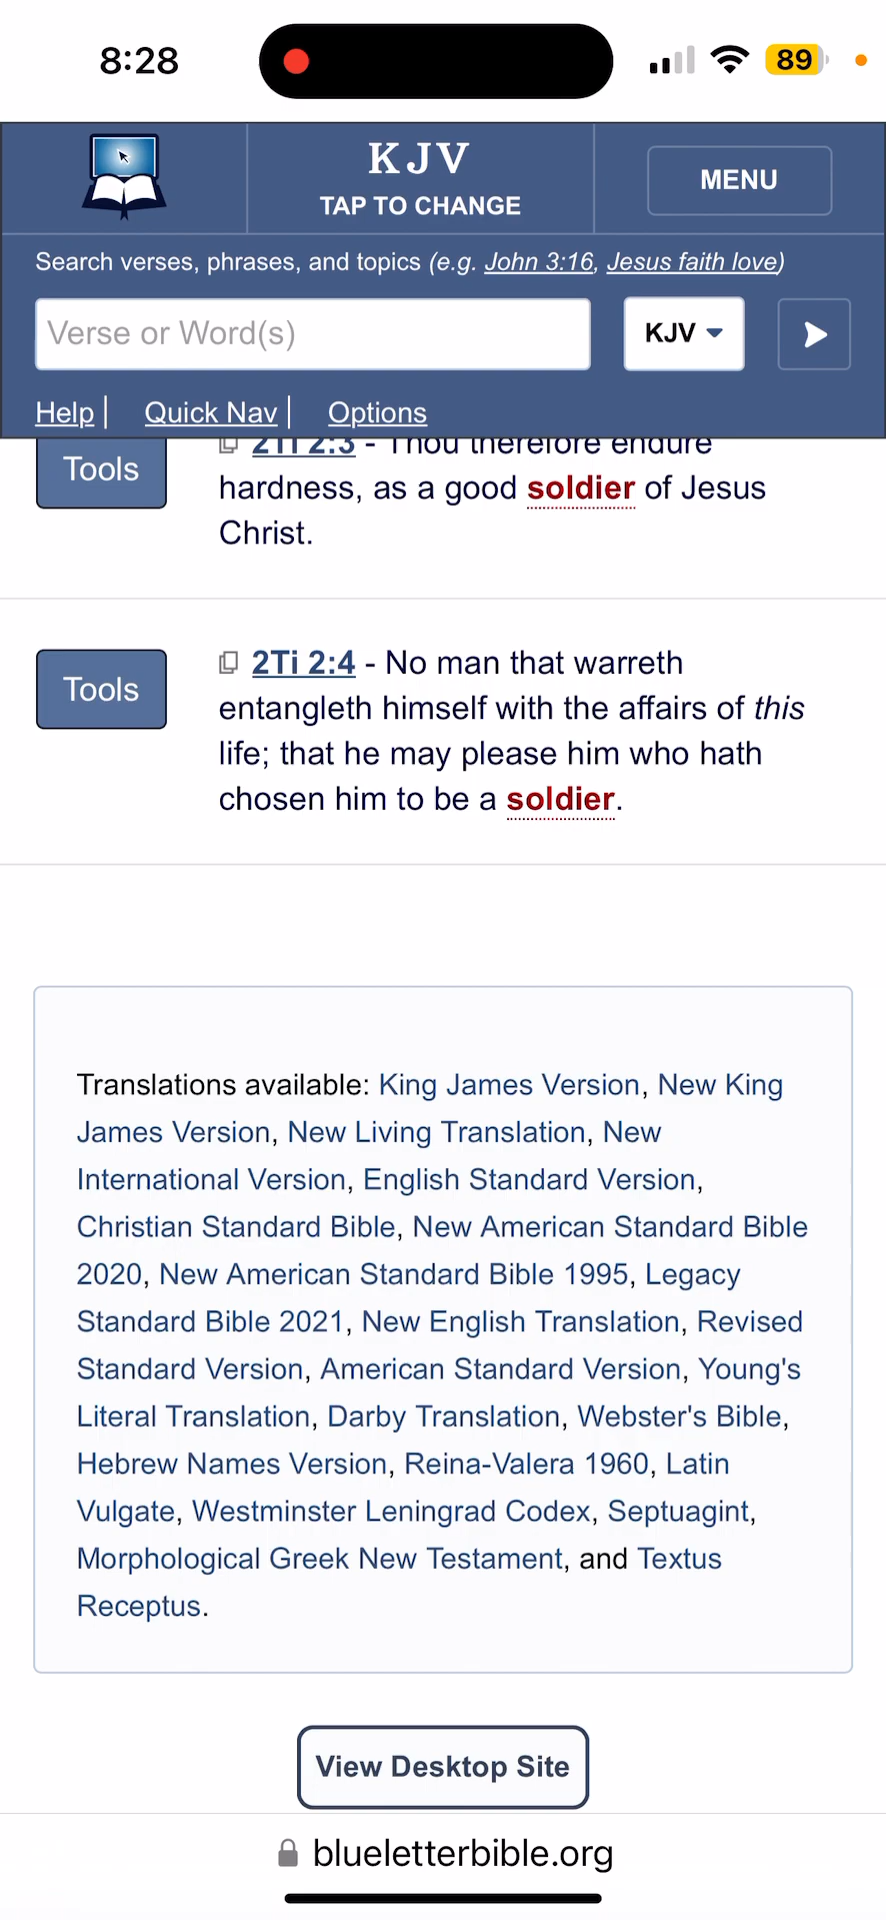 8:28
89
KJV
TAP TO CHANGE
MENU
Search verses, phrases, and topics (e.g. John 3:16, Jesus faith love)
Verse or Word(s)
KJV
Help
Quick Nav
Options
Tools
2Ti 2:3 - Thou therefore endure
hardness, as a good soldier of Jesus
Christ.
Tools
2Ti 2:4 - No man that warreth
entangleth himself with the affairs of this
life; that he may please him who hath
chosen him to be a soldier.
Translations available: King James Version, New King
James Version, New Living Translation, New
International Version, English Standard Version,
Christian Standard Bible, New American Standard Bible
2020, New American Standard Bible 1995, Legacy
Standard Bible 2021, New English Translation, Revised
Standard Version, American Standard Version, Young's
Literal Translation, Darby Translation, Webster's Bible,
Hebrew Names Version, Reina-Valera 1960, Latin
Vulgate, Westminster Leningrad Codex, Septuagint,
Morphological Greek New Testament, and Textus
Receptus.
View Desktop Site
blueletterbible.org